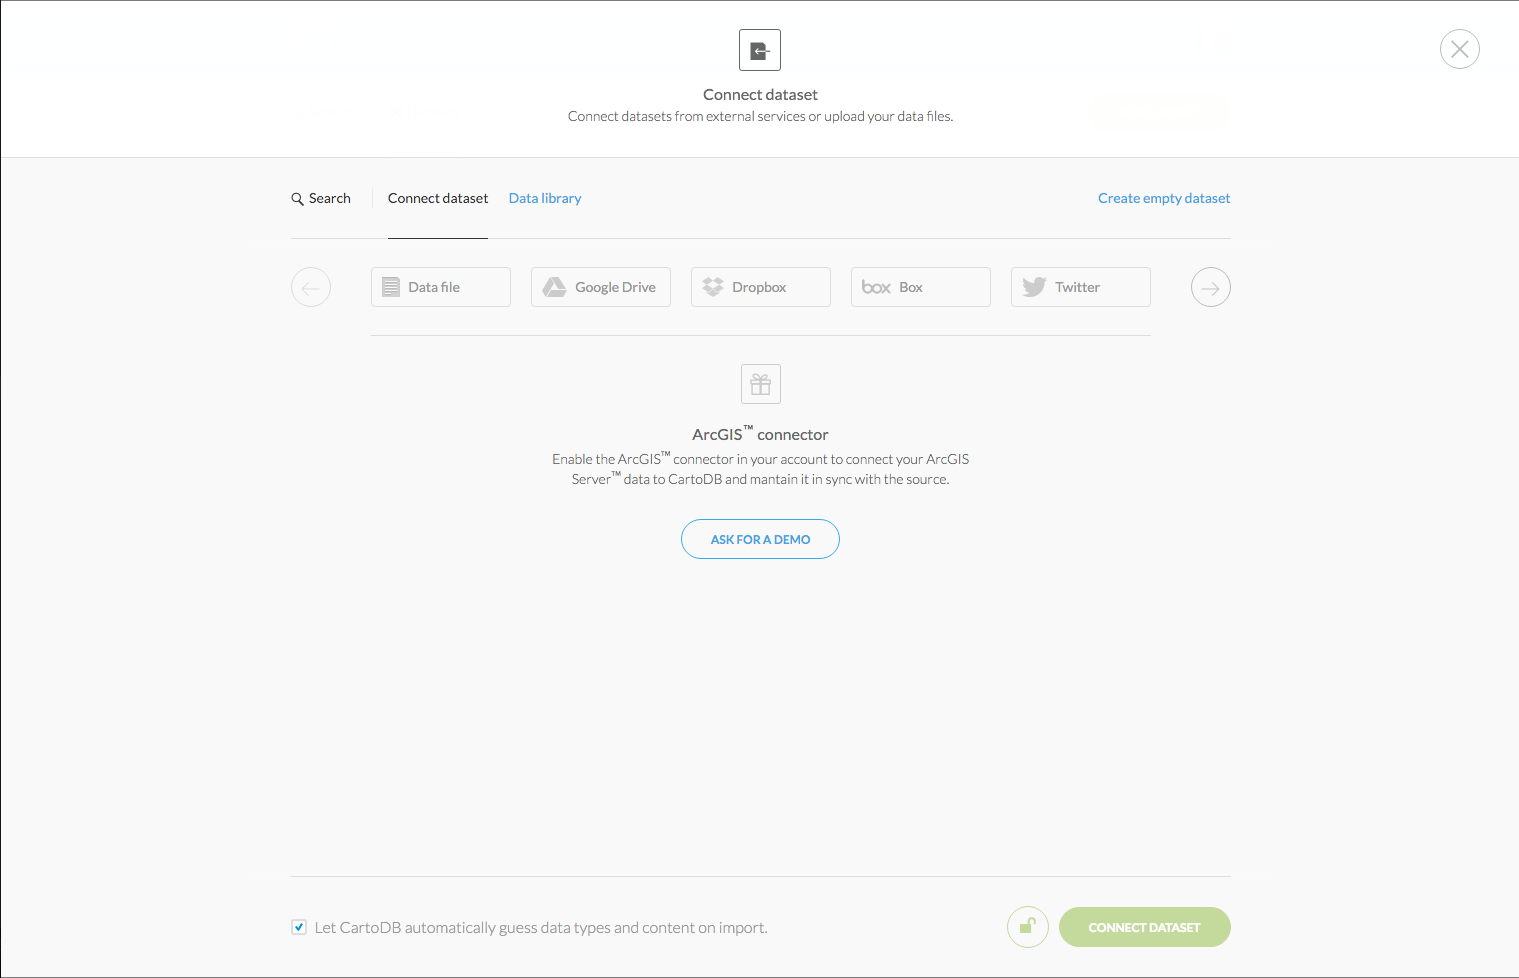 Connect dataset
Connect datasets from external services or upload your data files.
Search
Connect dataset
Data library
Create empty dataset
Data file
Google Drive
Dropbox
box Box
Twitter
ArcGIS™ connector
Enable the ArcGIS™ connector in your account to connect your ArcGIS
Server™ data to CartoDB and mantain it in sync with the source.
ASK FOR A DEMO
Let CartoDB automatically guess data types and content on import.
CONNECT DATASET